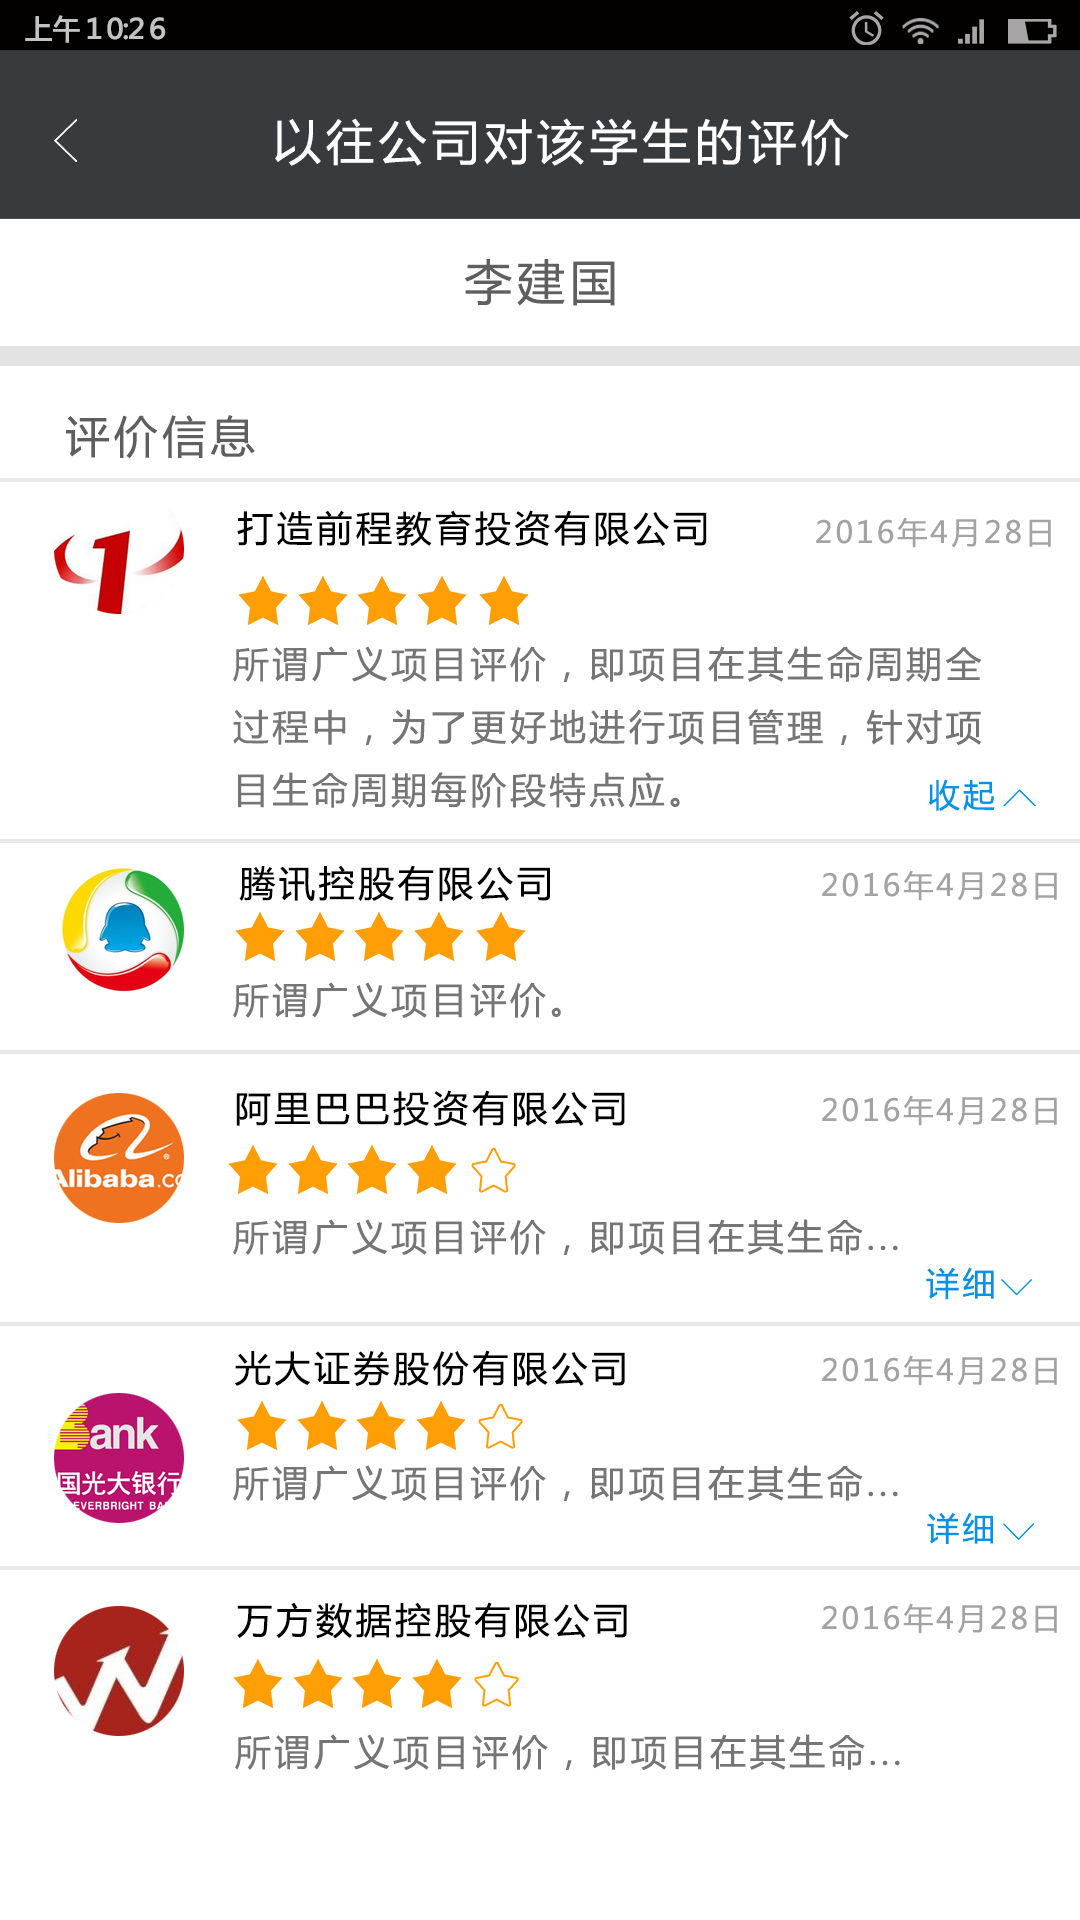 上午10:26
以往公司对该学生的评价
李建国
评价信息
打造前程教育投资有限公司
2016年4月28日
所谓广义项目评价，即项目在其生命周期全
过程中，为了更好地进行项目管理，针对项
目生命周期每阶段特点应。
收起
腾讯控股有限公司
2016年4月28日
所谓广义项目评价。
阿里巴巴投资有限公司
2016年4月28日
Alibaba.co
所谓广义项目评价，即项目在其生命...
详细
光大证券股份有限公司
2016年4月28日
Bank
国光大银行
EVERBRIGHT BA
所谓广义项目评价，即项目在其生命...
详细
万方数据控股有限公司
2016年4月28日
所谓广义项目评价，即项目在其生命...